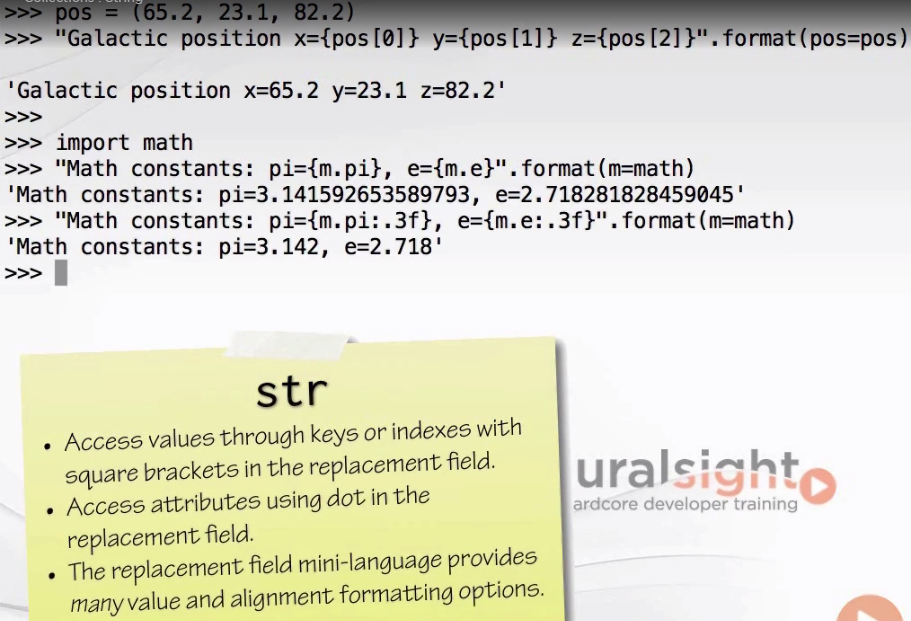 Collections : String
>>> pos = (65.2, 23.1, 82.2)
>>> "Galactic position x={pos[0]} y={pos[1]} z={pos[2]}".format(pos=pos)
'Galactic position x=65.2 y=23.1 z=82.2'
>>>
>>> import math
>>> "Math constants: pi={m.pi}, e={m.e}".format(m=math)
'Math constants: pi=3.141592653589793, e=2.718281828459045'
>>> "Math constants: pi={m.pi:.3f}, e={m.e:.3f}".format(m=math)
'Math constants: pi=3.142, e=2.718'
>>>
str
• Access values through keys or indexes with
square brackets in the replacement field.
• Access attributes using dot in the
replacement field.
• The replacement field mini-language provides
many value and alignment formatting options.
uralsight
ardcore developer training